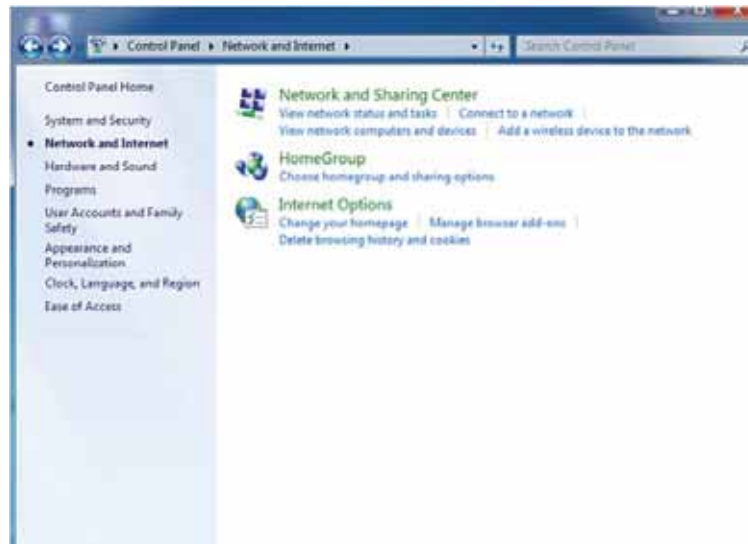 Control Panel Network and Internet Search Control Panel
Control Panel Home
System and Security
Network and Internet
Hardware and Sound
Programs
User Accounts and Family
Safety
Appearance and
Personalization
Clock, Language, and Region
Ease of Access
Network and Sharing Center
View network status and tasks Connect to a network
View network computers and devices Add a wireless device to the network
HomeGroup
Choose homegroup and sharing options
Internet Options
Change your homepage Manage browser add-ons
Delete browsing history and cookies